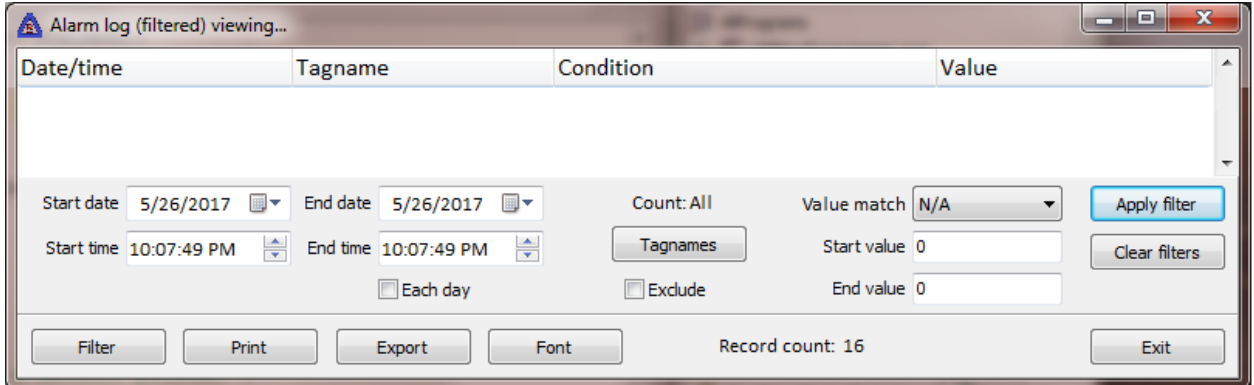 Alarm log (filtered) viewing...
Date/time Tagname Condition Value
Start date 5/26/2017 End date 5/26/2017 Count: All Value match N/A Apply filter
Start time 10:07:49 PM End time 10:07:49 PM Tagnames Start value 0 Clear filters
Each day Exclude End value 0
Filter Print Export Font Record count: 16 Exit